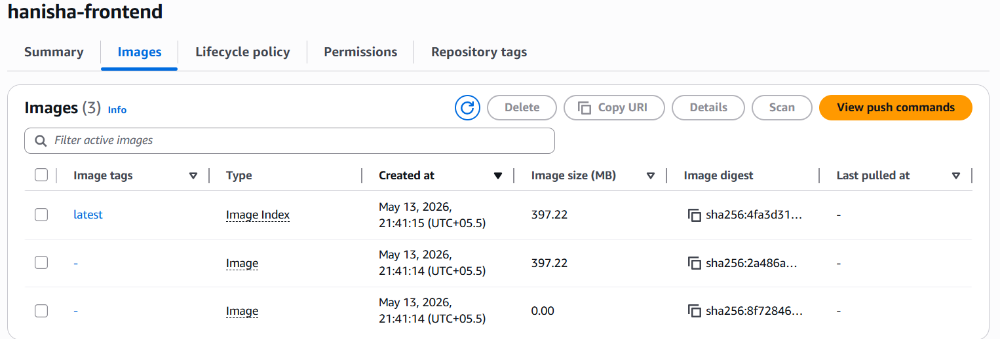 hanisha-frontend
Summary Images Lifecycle policy Permissions Repository tags
Images (3) Info Delete Copy URI Details Scan View push commands
Filter active images
Image tags Type Created at Image size (MB) Image digest Last pulled at
latest Image Index May 13, 2026, 397.22 sha256:4fa3d31... -
21:41:15 (UTC+05.5)
- Image May 13, 2026, 397.22 sha256:2a486a... -
21:41:14 (UTC+05.5)
- Image May 13, 2026, 0.00 sha256:8f72846... -
21:41:14 (UTC+05.5)